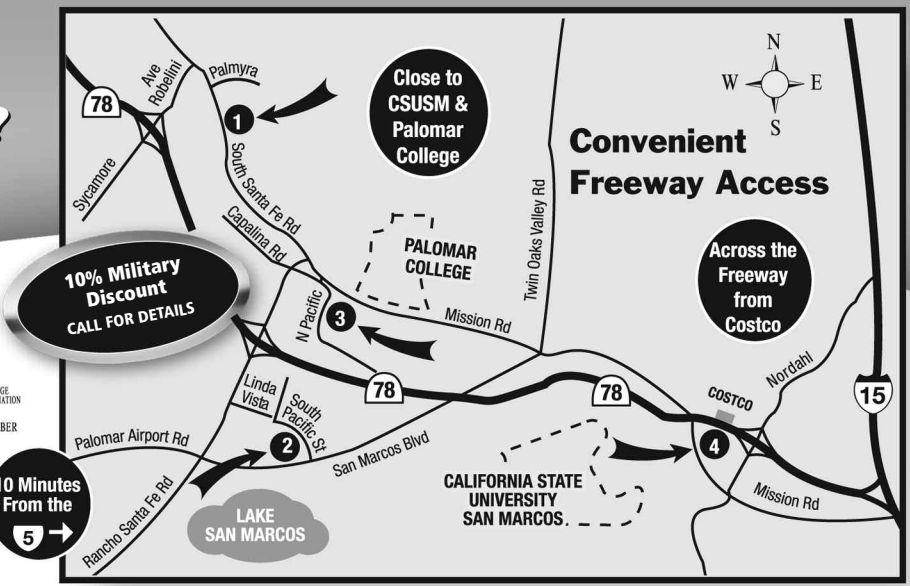 Ave
Robelini
Palmyra
78
1
Close to
CSUSM &
Palomar
College
N
W
E
S
Convenient
Freeway Access
Sycamore
South Santa Fe Rd
Capalina Rd
PALOMAR
COLLEGE
Twin Oaks Valley Rd
Across the
Freeway
from
Costco
10% Military
Discount
CALL FOR DETAILS
N Pacific
3
Mission Rd
78
78
COSTCO
Nordahl
15
Linda
Vista
South
Pacific St
2
Palomar Airport Rd
San Marcos Blvd
4
CALIFORNIA STATE
UNIVERSITY
SAN MARCOS
Mission Rd
10 Minutes
From the
5
Rancho Santa Fe Rd
LAKE
SAN MARCOS